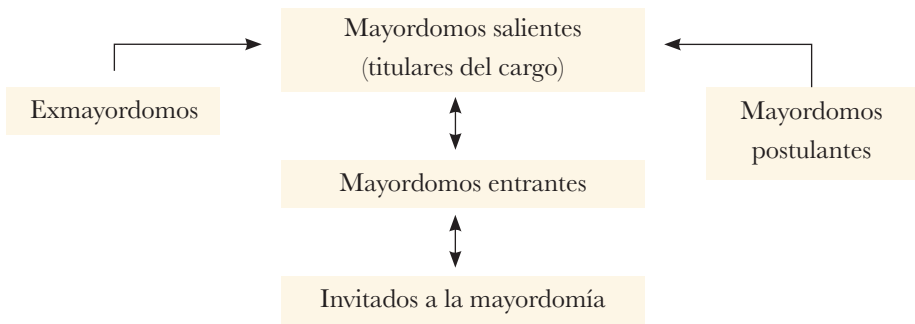 Mayordomos salientes
(titulares del cargo)
Exmayordomos
Mayordomos
postulantes
Mayordomos entrantes
Invitados a la mayordomía